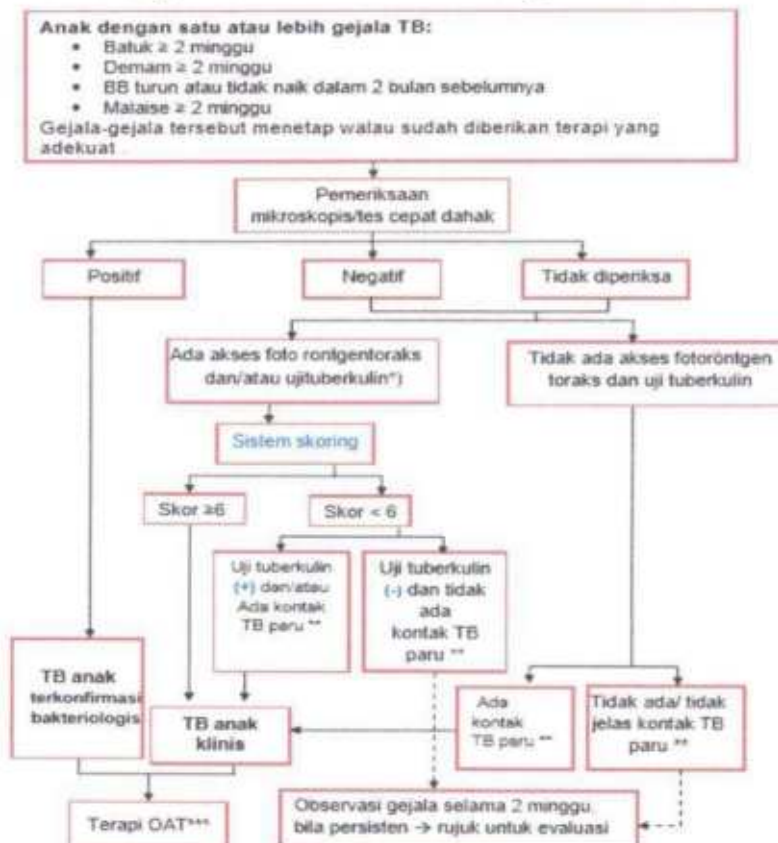 Anak dengan satu atau lebih gejala TB:
• Batuk ≥ 2 minggu
• Demam ≥ 2 minggu
• BB turun atau tidak naik dalam 2 bulan sebelumnya
• Malaise ≥ 2 minggu
Gejala-gejala tersebut menetap walau sudah diberikan terapi yang
adekuat
Pemeriksaan
mikroskopis/tes cepat dahak
Positif
Negatif
Tidak diperiksa
Ada akses foto rontgentoraks
dan/atau ujituberkulin*)
Tidak ada akses fotoröntgen
toraks dan uji tuberkulin
Sistem skoring
Skor ≥6
Skor < 6
Uji tuberkulin
(+) dan/atau
Ada kontak
TB paru **
Uji tuberkulin
(-) dan tidak
ada
kontak TB
paru **
TB anak
terkonfirmasi
bakteriologis
TB anak
klinis
Ada
kontak
TB paru **
Tidak ada/ tidak
jelas kontak TB
paru **
Terapi OAT***
Observasi gejala selama 2 minggu,
bila persisten → rujuk untuk evaluasi